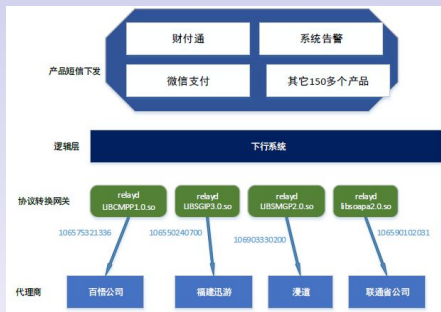 财付通
系统告警
产品短信下发
微信支付
其它150多个产品
逻辑层
下行系统
协议转换网关
relayd
LIBCMPP1.0.so
relayd
LIBSGIP3.0.so
relayd
LIBSMGP2.0.so
relayd
libsoapa2.0.so
106575321336
106550240700
106903330200
106590102031
代理商
百悟公司
福建迅游
漫道
联通省公司